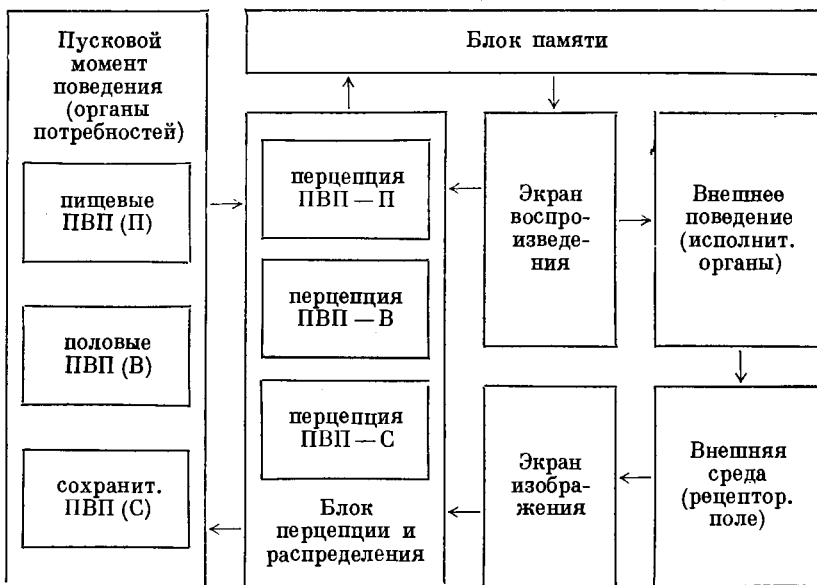 Пусковой
момент
поведения
(органы
потребностей)
пищевые
ПВП (П)
половые
ПВП (В)
сохранит.
ПВП (С)
Блок памяти
перцепция
ПВП — П
перцепция
ПВП — В
перцепция
ПВП — С
Блок
перцепции и
распределения
Экран
воспро-
изведе-
ния
Внешнее
поведение
(исполнит.
органы)
Экран
изобра-
жения
Внешняя
среда
(рецептор.
поле)